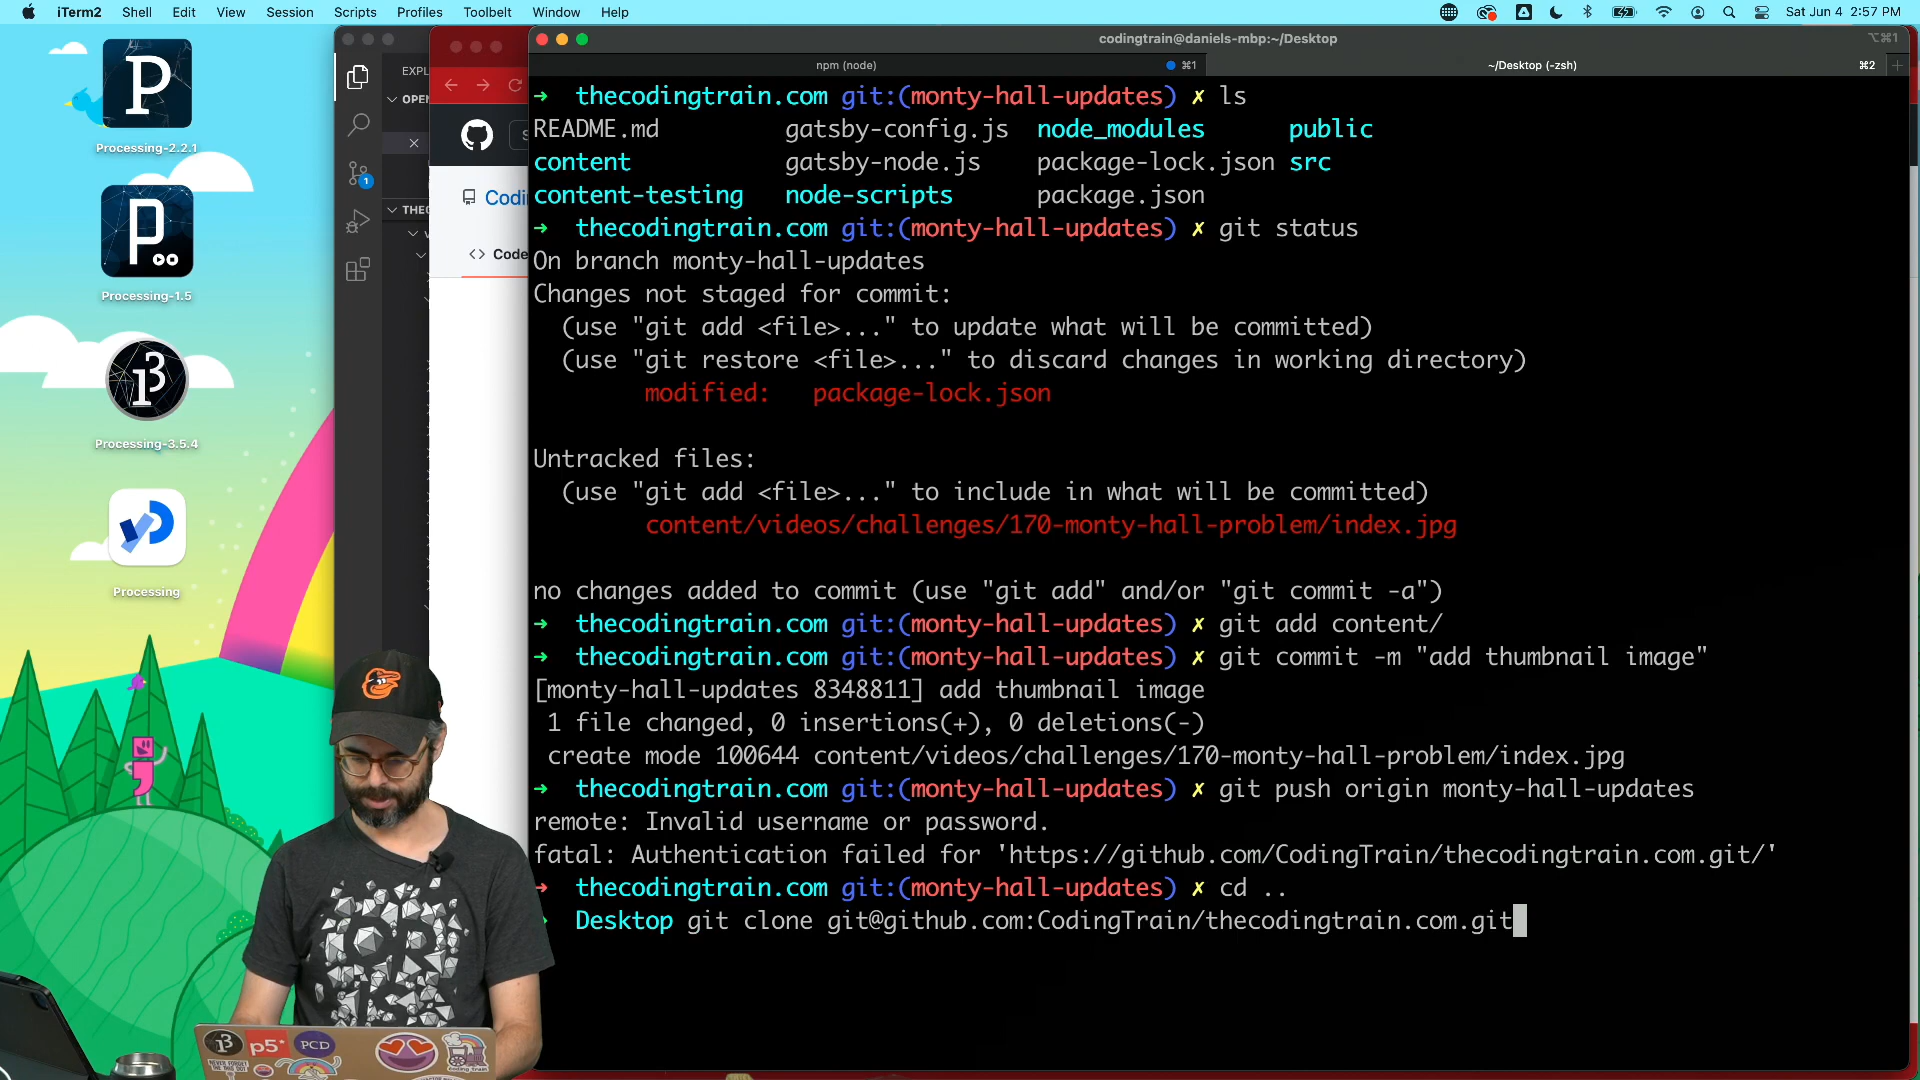 iTerm2 Shell Edit View Session Scripts Profiles Toolbelt Window Help Sat Jun 4 2:57 PM
codingtrain@daniels-mbp:~/Desktop ⌥⌘1
npm (node) ⌘1 ~/Desktop (-zsh) ⌘2 +
Processing-2.2.1
Processing-1.5
Processing-3.5.4
Processing
EXPL
OPEN
THEC
1
Codi
<> Code
➜ thecodingtrain.com git:(monty-hall-updates) ✗ ls
README.md gatsby-config.js node_modules public
content gatsby-node.js package-lock.json src
content-testing node-scripts package.json
➜ thecodingtrain.com git:(monty-hall-updates) ✗ git status
On branch monty-hall-updates
Changes not staged for commit:
(use "git add <file>..." to update what will be committed)
(use "git restore <file>..." to discard changes in working directory)
modified: package-lock.json
Untracked files:
(use "git add <file>..." to include in what will be committed)
content/videos/challenges/170-monty-hall-problem/index.jpg
no changes added to commit (use "git add" and/or "git commit -a")
➜ thecodingtrain.com git:(monty-hall-updates) ✗ git add content/
➜ thecodingtrain.com git:(monty-hall-updates) ✗ git commit -m "add thumbnail image"
[monty-hall-updates 8348811] add thumbnail image
1 file changed, 0 insertions(+), 0 deletions(-)
create mode 100644 content/videos/challenges/170-monty-hall-problem/index.jpg
➜ thecodingtrain.com git:(monty-hall-updates) ✗ git push origin monty-hall-updates
remote: Invalid username or password.
fatal: Authentication failed for 'https://github.com/CodingTrain/thecodingtrain.com.git/'
➜ thecodingtrain.com git:(monty-hall-updates) ✗ cd ..
Desktop git clone git@github.com:CodingTrain/thecodingtrain.com.git
p5*
PCD